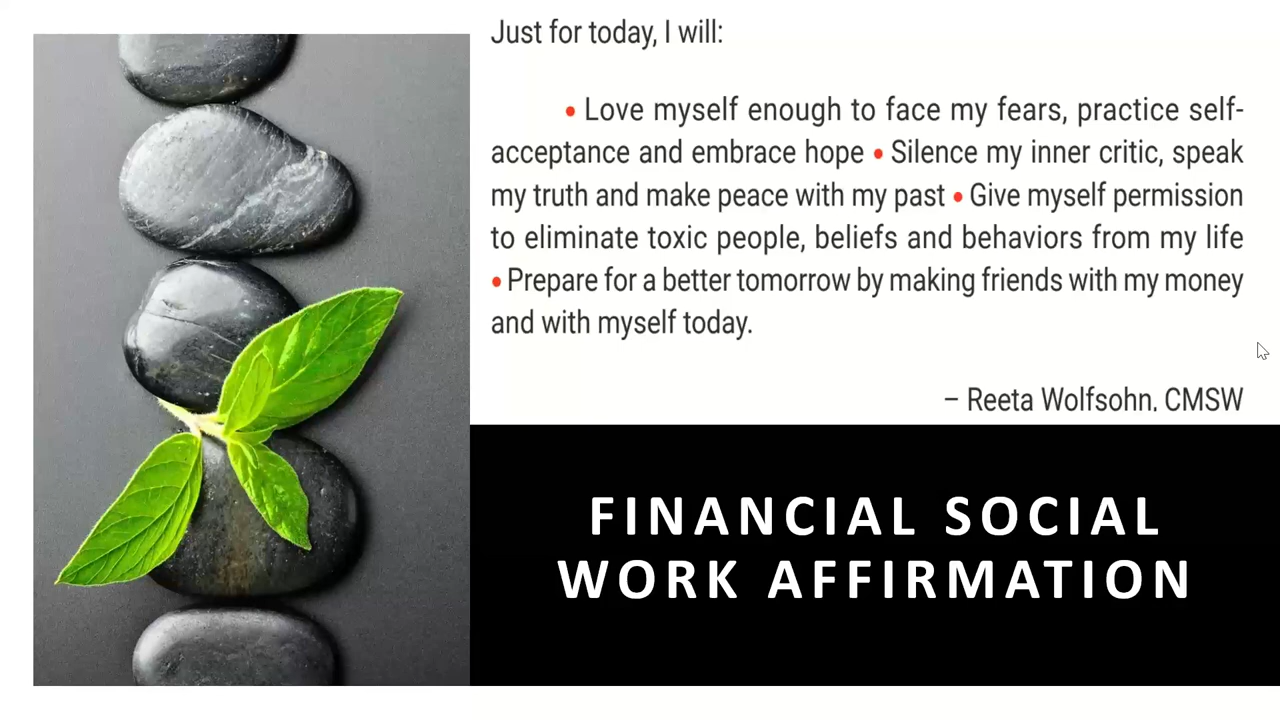 Just for today, I will:
• Love myself enough to face my fears, practice self-
acceptance and embrace hope • Silence my inner critic, speak
my truth and make peace with my past • Give myself permission
to eliminate toxic people, beliefs and behaviors from my life
• Prepare for a better tomorrow by making friends with my money
and with myself today.
– Reeta Wolfsohn, CMSW
FINANCIAL SOCIAL
WORK AFFIRMATION